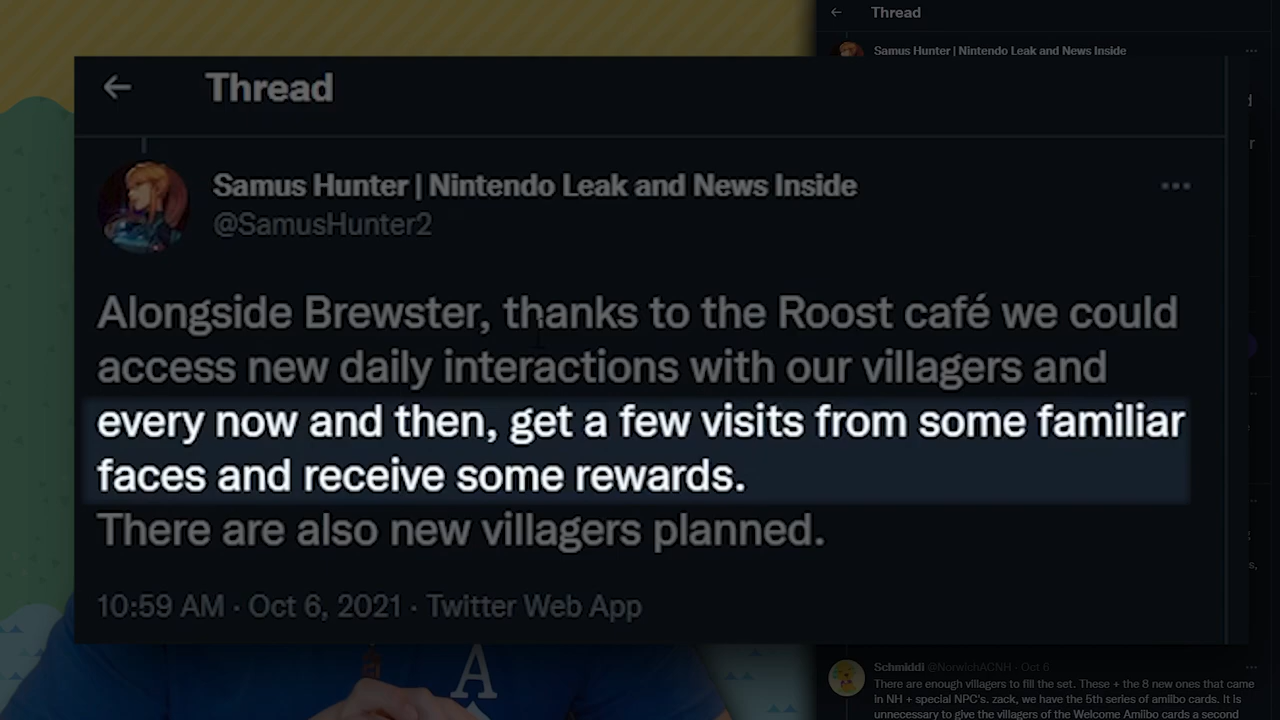 Thread
Samus Hunter | Nintendo Leak and News Inside
Thread
Samus Hunter | Nintendo Leak and News Inside
@SamusHunter2
Alongside Brewster, thanks to the Roost café we could
access new daily interactions with our villagers and
every now and then, get a few visits from some familiar
faces and receive some rewards.
There are also new villagers planned.
10:59 AM · Oct 6, 2021 · Twitter Web App
A
Schmiddi @NorwichACNH · Oct 6
There are enough villagers to fill the set. These + the 8 new ones that came
in NH + special NPC's. zack, we have the 5th series of amiibo cards. It is
unnecessary to give the villagers of the Welcome Amiibo cards a second